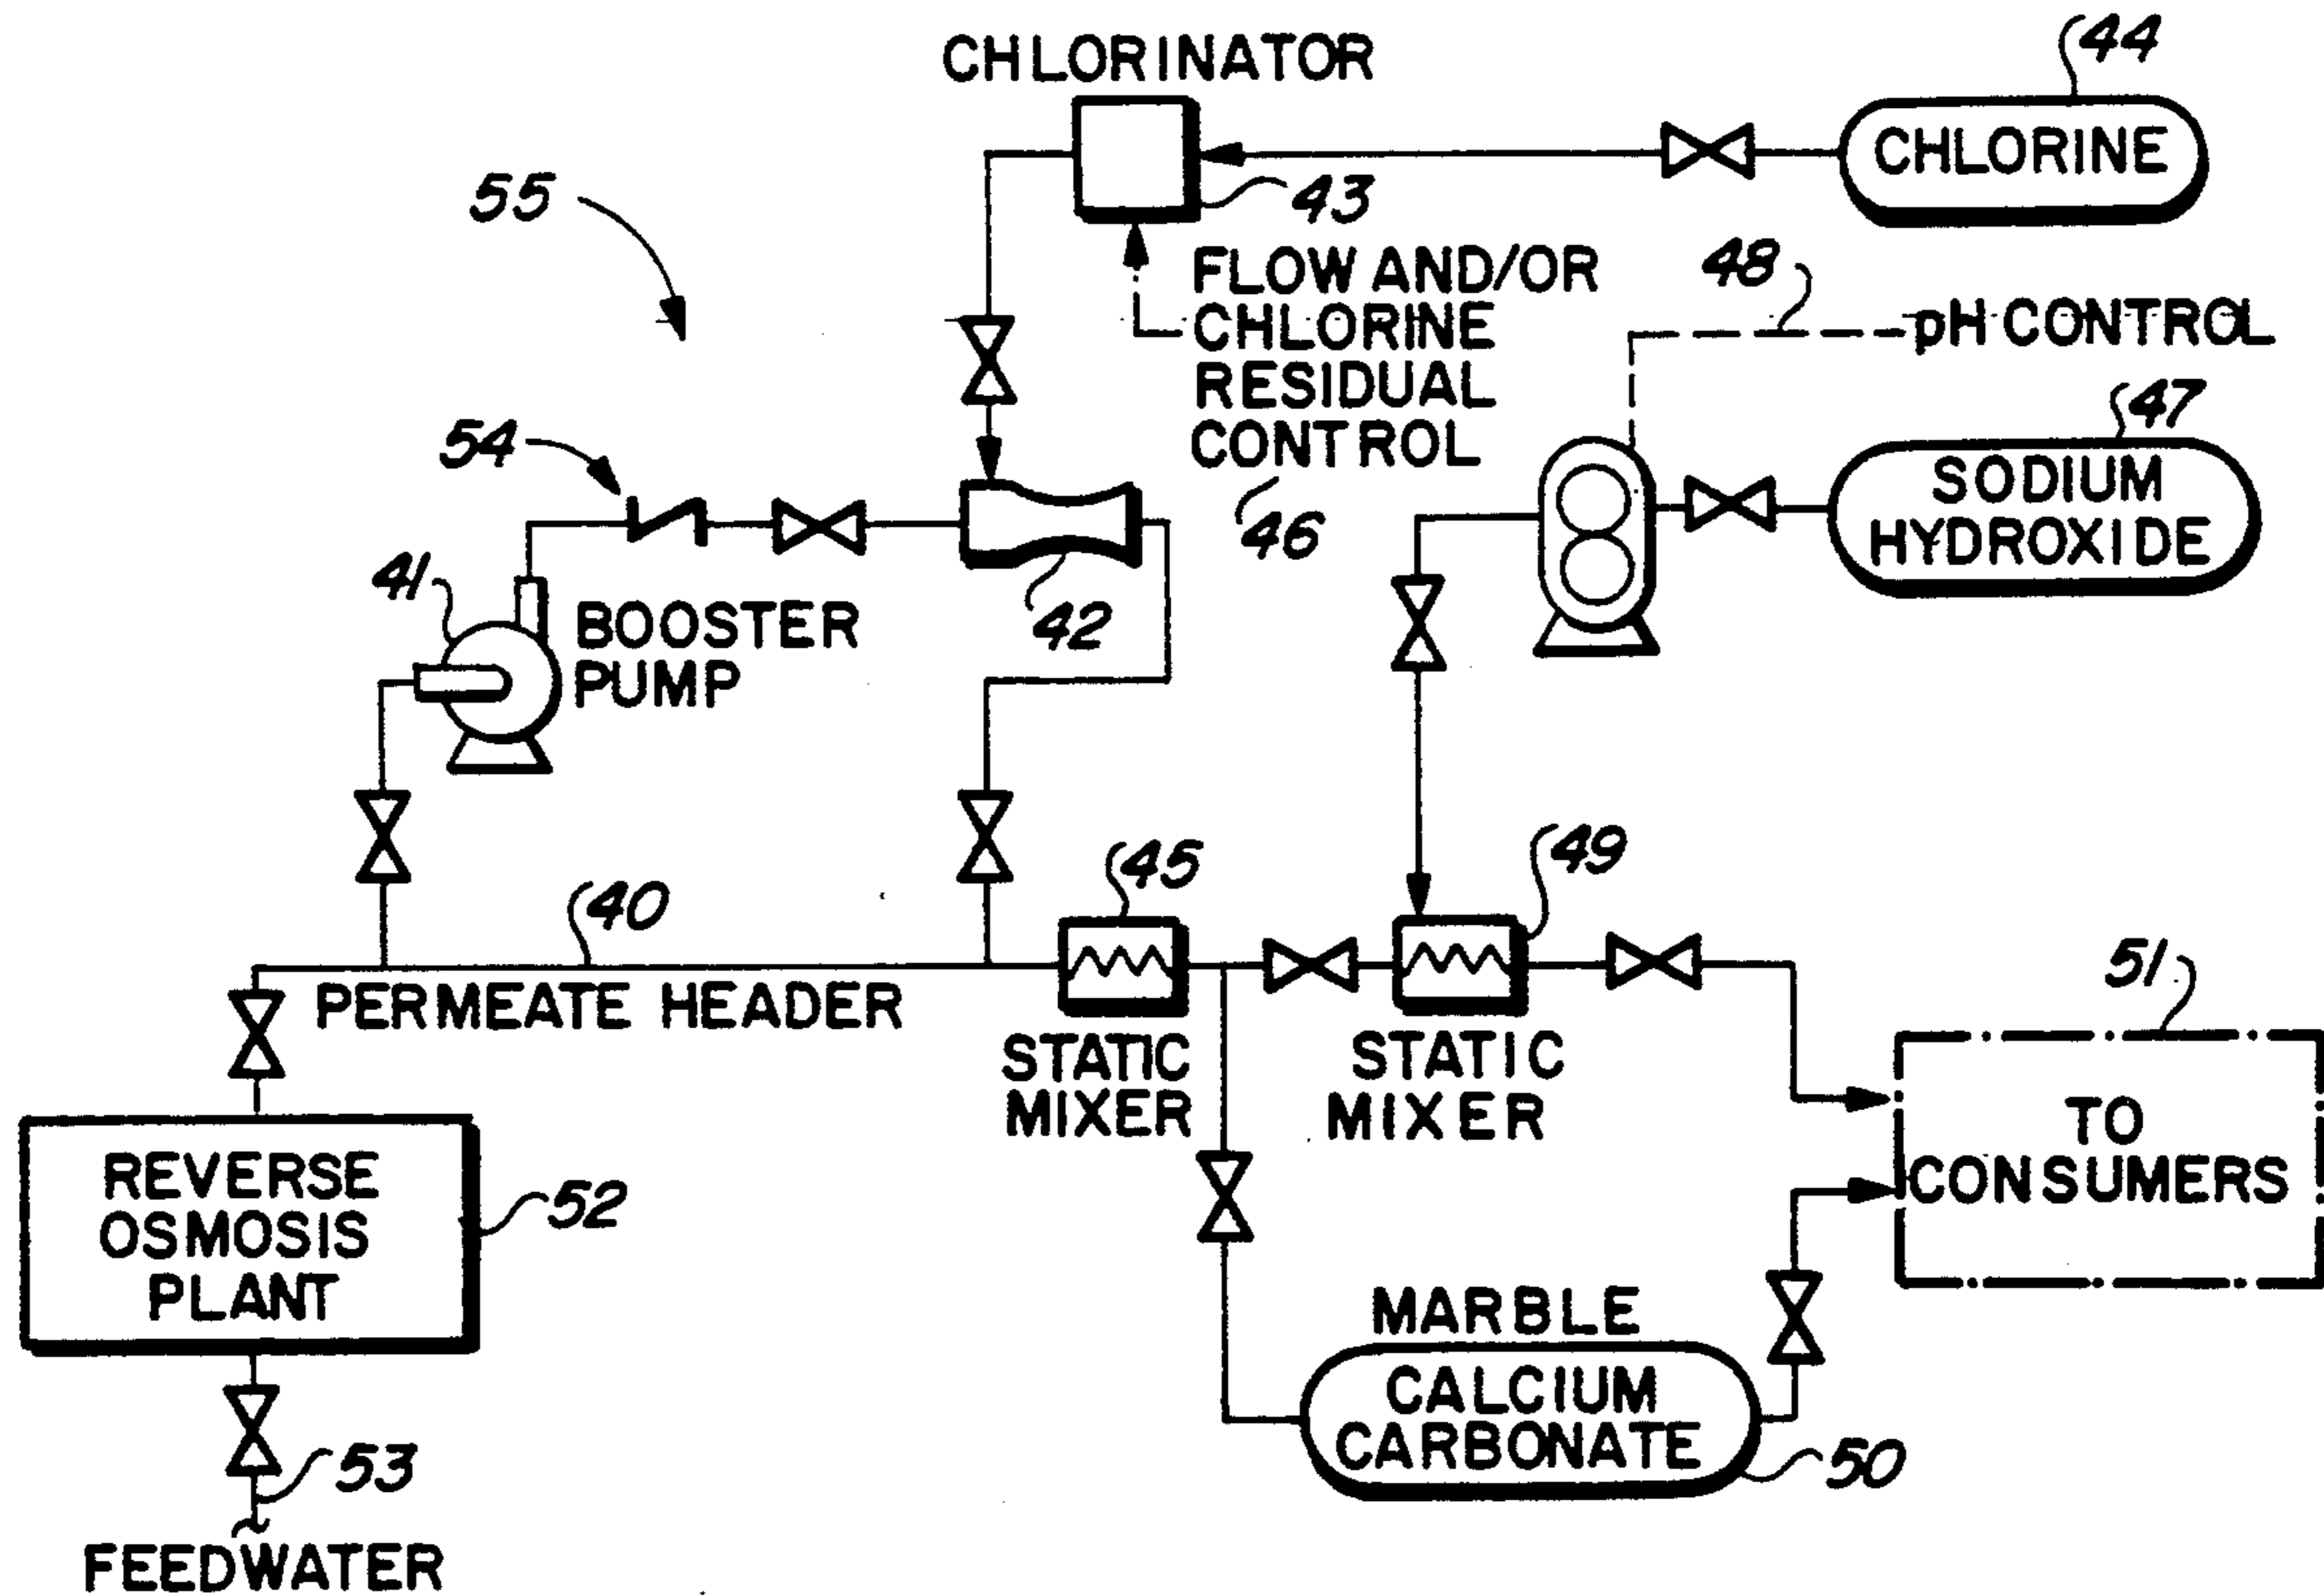 44
CHLORINATOR
CHLORINE
43
55
FLOW AND/OR
CHLORINE
RESIDUAL
CONTROL
46
48
pH CONTROL
47
SODIUM
HYDROXIDE
54
41
BOOSTER
PUMP
42
40
PERMEATE HEADER
45
STATIC
MIXER
49
STATIC
MIXER
51
TO
CONSUMERS
REVERSE
OSMOSIS
PLANT
52
MARBLE
CALCIUM
CARBONATE
50
53
FEEDWATER